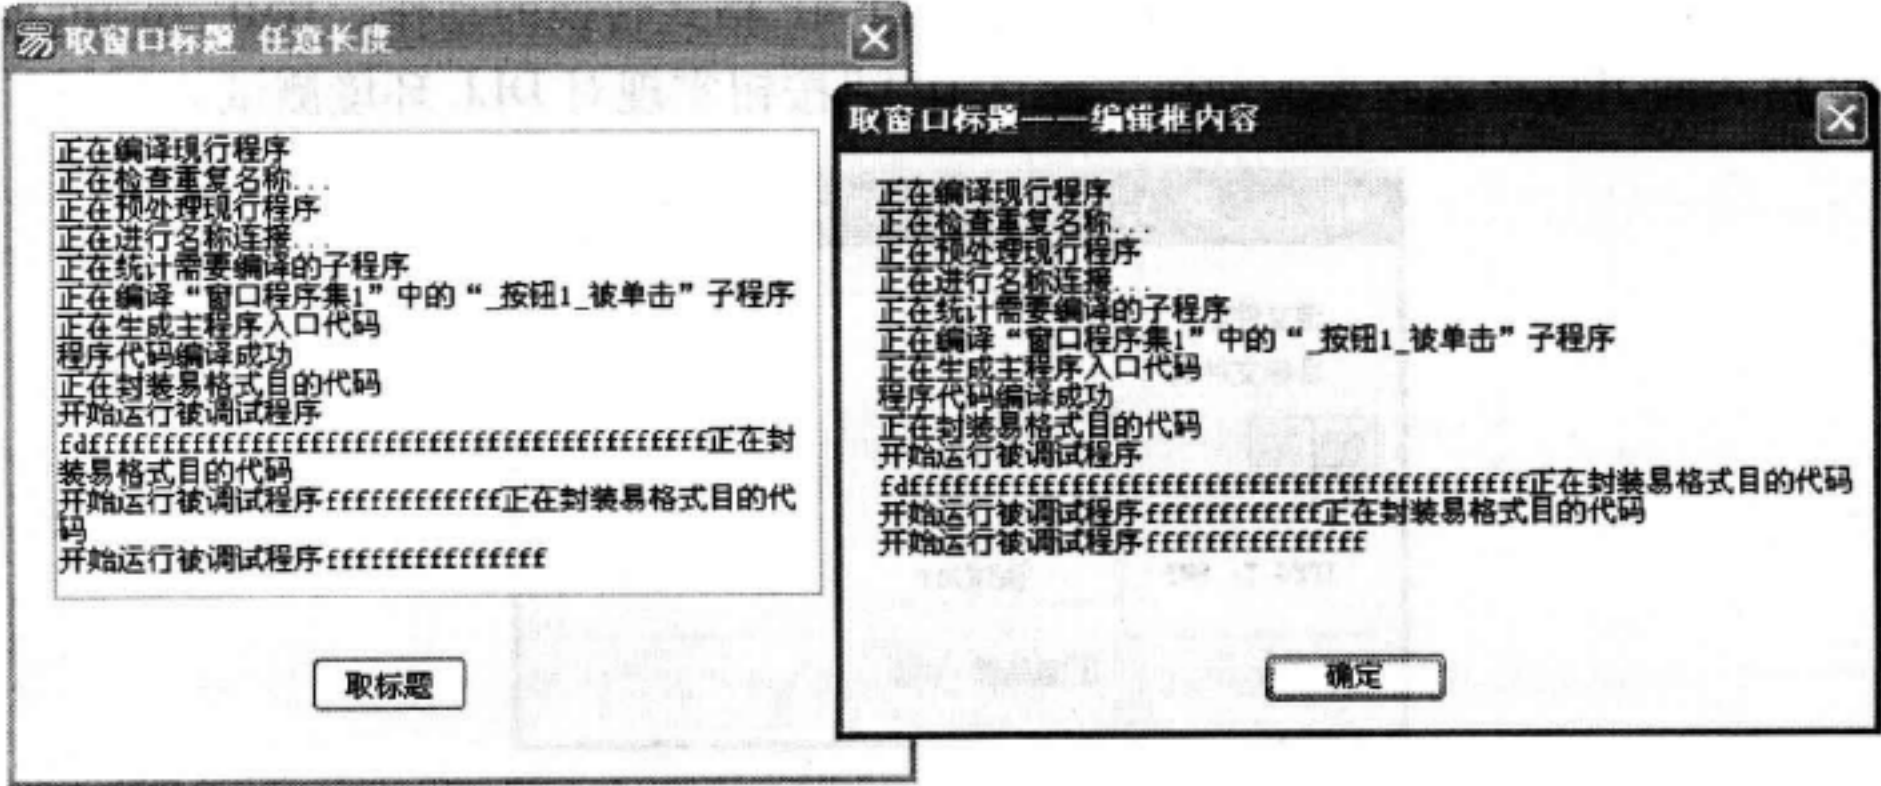 取窗口标题 任意长度
正在编译现行程序
正在检查重复名称...
正在预处理现行程序
正在进行名称连接...
正在统计需要编译的子程序
正在编译“窗口程序集1”中的“_按钮1_被单击”子程序
正在生成主程序入口代码
程序代码编译成功
正在封装易格式目的代码
开始运行被调试程序
fdffffffffffffffffffffffffffffffffffffffffff正在封
装易格式目的代码
开始运行被调试程序ffffffffffff正在封装易格式目的代
码
开始运行被调试程序fffffffffffffff
取标题
取窗口标题——编辑框内容
正在编译现行程序
正在检查重复名称...
正在预处理现行程序
正在进行名称连接...
正在统计需要编译的子程序
正在编译“窗口程序集1”中的“_按钮1_被单击”子程序
正在生成主程序入口代码
程序代码编译成功
正在封装易格式目的代码
开始运行被调试程序
fdffffffffffffffffffffffffffffffffffffffffff正在封装易格式目的代码
开始运行被调试程序ffffffffffff正在封装易格式目的代码
开始运行被调试程序fffffffffffffff
确定